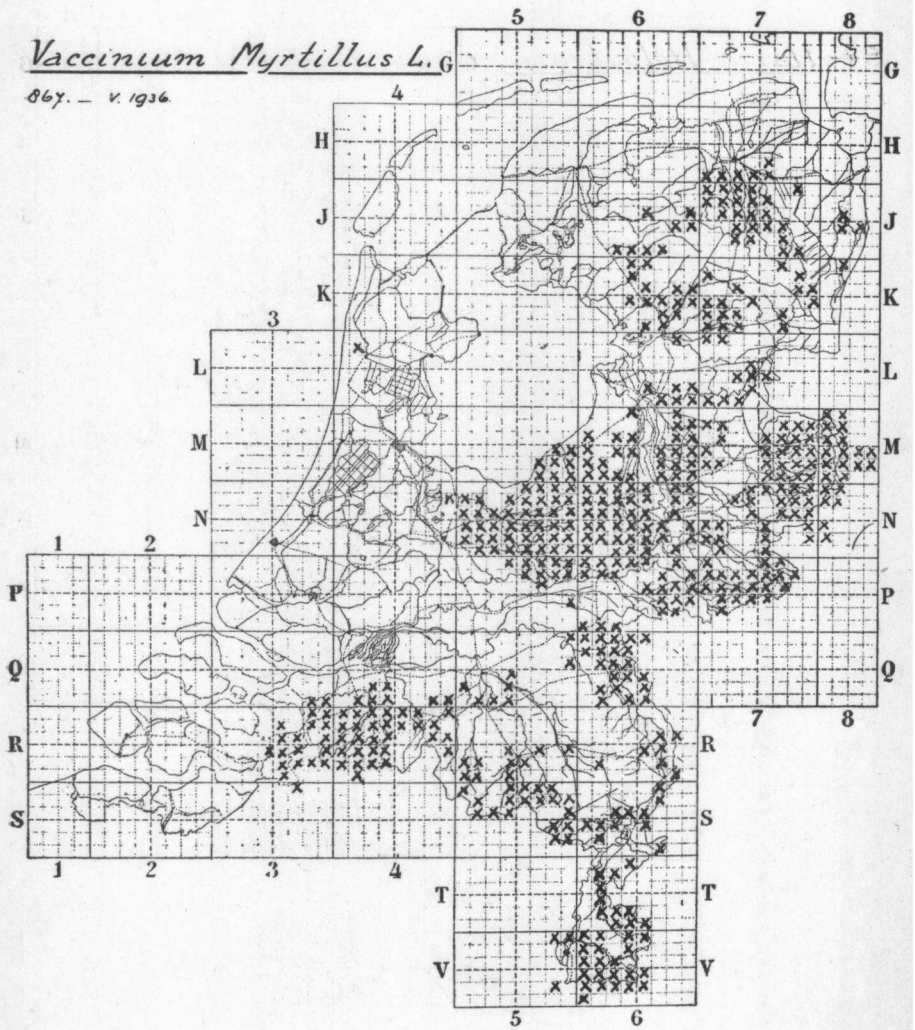 Vaccinium Myrtillus L.
867. – V. 1936.
5 6 7 8
G G
4
H H
J J
K K
3
L L
M M
N N
1 2
P P
Q Q
7 8
R R
S S
1 2 3 4
T T
V V
5 6